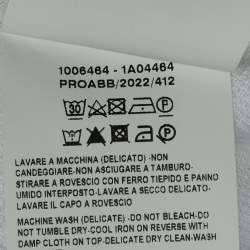 1006464 - 1A04464
PROABB/2022/412
30 P
P
LAVARE A MACCHINA (DELICATO) -NON
CANDEGGIARE-NON ASCIUGARE A TAMBURO-
STIRARE A ROVESCIO CON FERRO TIEPIDO E PANNO
UMIDO INTERPOSTO-LAVARE A SECCO DELICATO-
LAVARE IL CAPO A ROVESCIO
MACHINE WASH (DELICATE) -DO NOT BLEACH-DO
NOT TUMBLE DRY-COOL IRON ON REVERSE WITH
DAMP CLOTH ON TOP-DELICATE DRY CLEAN-WASH